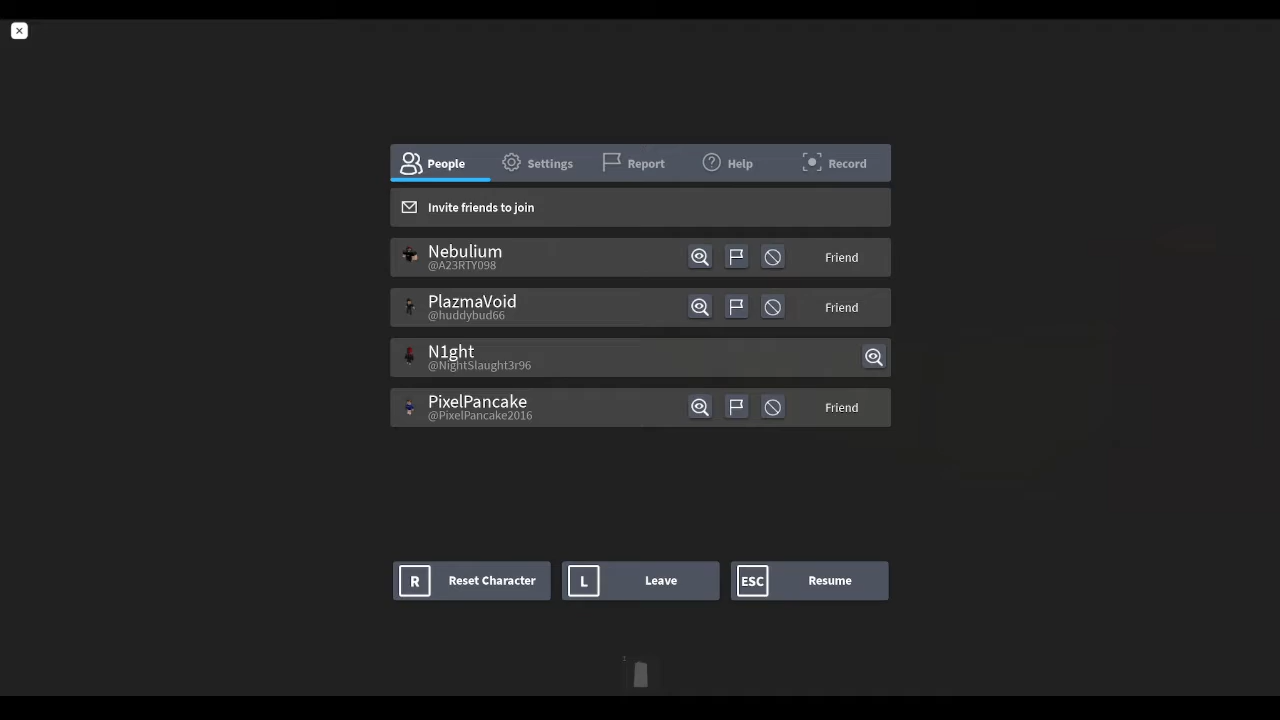 People Settings Report Help Record
Invite friends to join
Nebulium
@A23RTY098
Friend
PlazmaVoid
@huddybud66
Friend
N1ght
@NightSlaught3r96
PixelPancake
@PixelPancake2016
Friend
R Reset Character L Leave ESC Resume
1